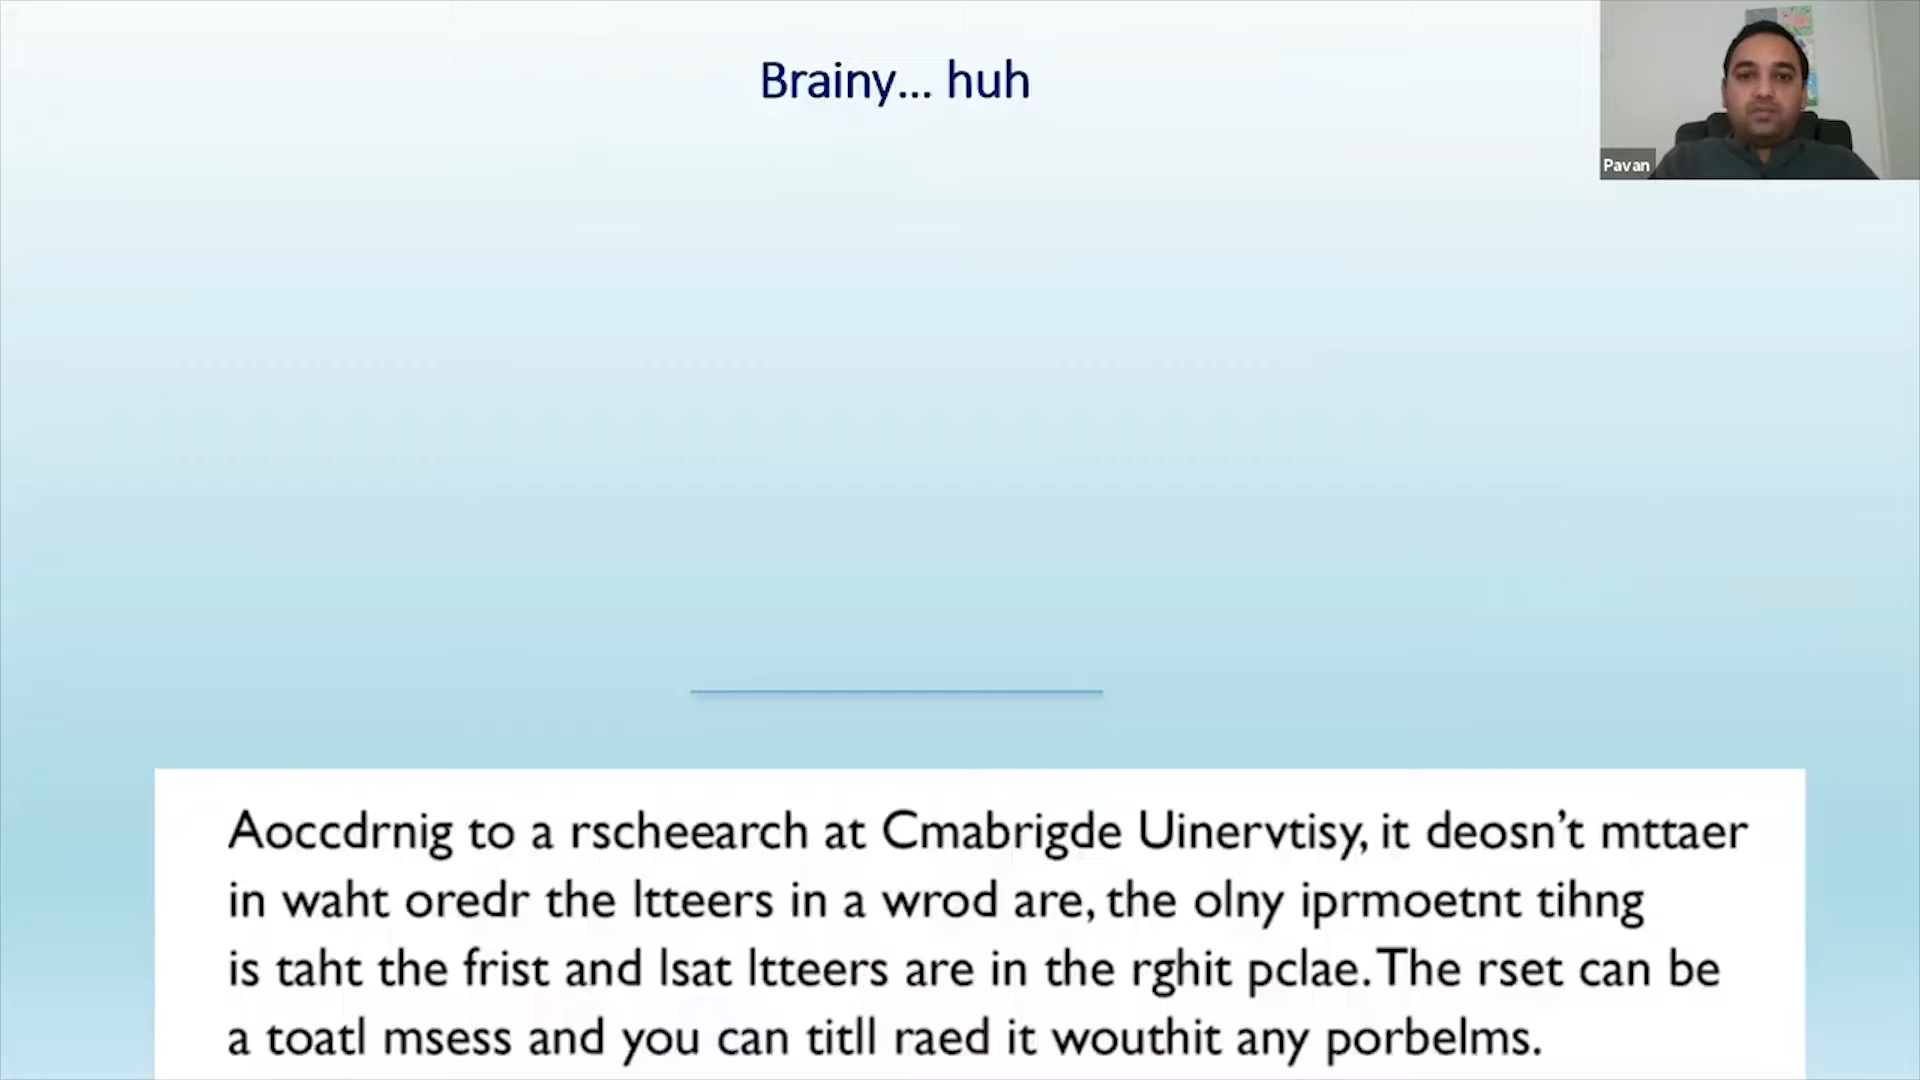 Brainy... huh
Pavan
Aoccdrnig to a rscheearch at Cmabrigde Uinervtisy, it deosn’t mttaer
in waht oredr the ltteers in a wrod are, the olny iprmoetnt tihng
is taht the frist and lsat ltteers are in the rghit pclae. The rset can be
a toatl msess and you can titll raed it wouthit any porbelms.